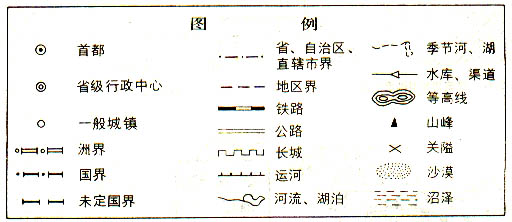 图 例
首都
省级行政中心
一般城镇
洲界
国界
未定国界
省、自治区、
直辖市界
地区界
铁路
公路
长城
运河
河流、湖泊
季节河、湖
水库、渠道
等高线
山峰
关隘
沙漠
沼泽